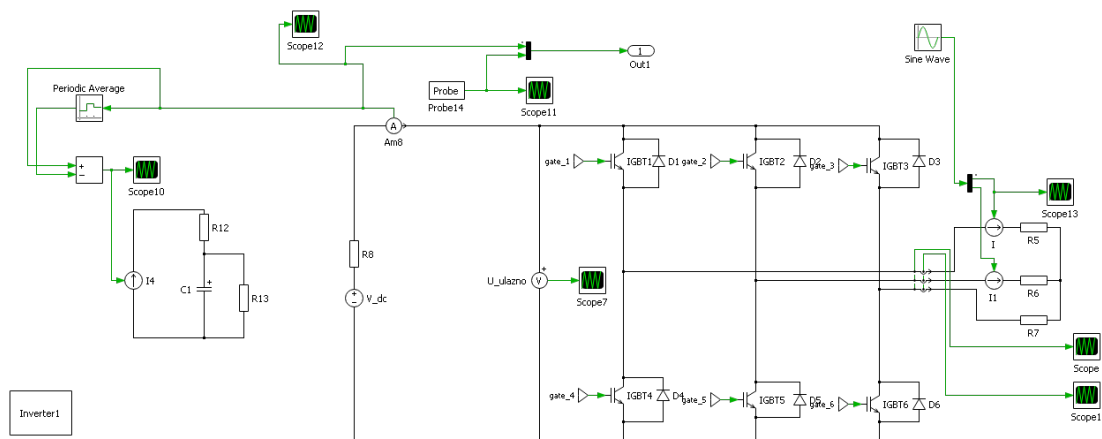 Scope12
Out1
1
Sine Wave
Periodic Average
Probe
Probe14
Scope11
A
Am8
+
−
Scope10
gate_1
IGBT1
D1
gate_2
IGBT2
D2
gate_3
IGBT3
D3
Scope13
I
R5
R12
R8
I4
C1
+
R13
V_dc
U_ulazno
V
+
Scope7
I1
R6
R7
Scope
Inverter1
gate_4
IGBT4
D4
gate_5
IGBT5
D5
gate_6
IGBT6
D6
Scope1